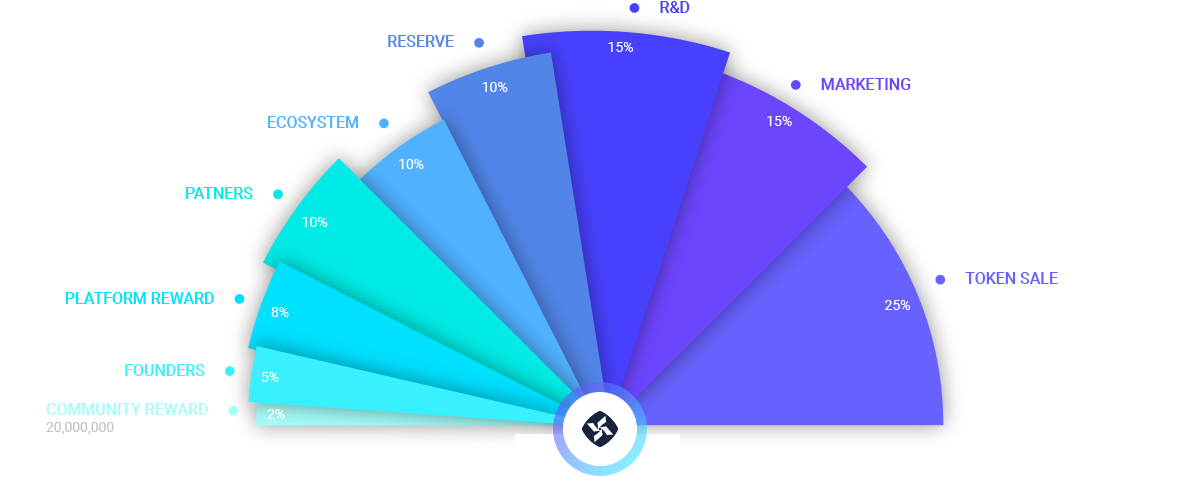 R&D
15%
RESERVE
10%
MARKETING
15%
ECOSYSTEM
10%
PATNERS
10%
TOKEN SALE
25%
PLATFORM REWARD
8%
FOUNDERS
5%
COMMUNITY REWARD
2%
20,000,000